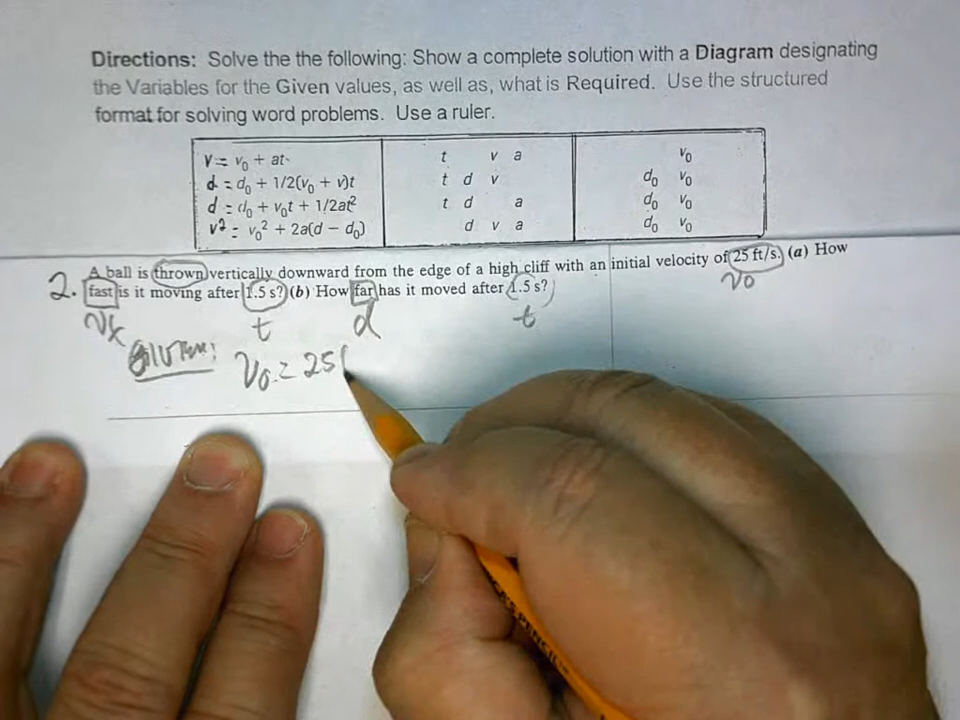 Directions: Solve the the following: Show a complete solution with a Diagram designating
the Variables for the Given values, as well as, what is Required. Use the structured
format for solving word problems. Use a ruler.
v = v₀ + at t v a v₀
d = d₀ + 1/2(v₀ + v)t t d v d₀ v₀
d = d₀ + v₀t + 1/2at² t d a d₀ v₀
v² = v₀² + 2a(d – d₀) d v a d₀ v₀
2. A ball is thrown vertically downward from the edge of a high cliff with an initial velocity of 25 ft/s. (a) How
fast is it moving after 1.5 s? (b) How far has it moved after 1.5 s?
v₀
t d t
Given: v₀ = 25